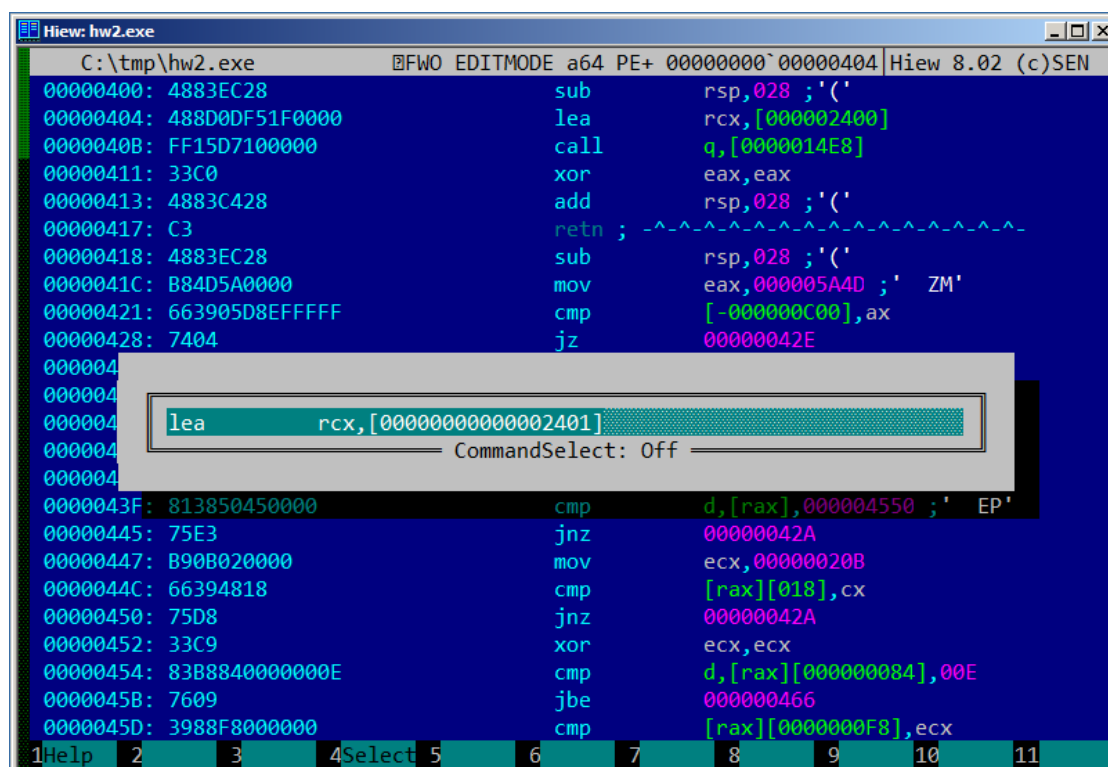 Hiew: hw2.exe
C:\tmp\hw2.exe FWO EDITMODE a64 PE+ 00000000`00000404|Hiew 8.02 (c)SEN
00000400: 4883EC28 sub rsp,028 ;'('
00000404: 488D0DF51F0000 lea rcx,[000002400]
0000040B: FF15D7100000 call q,[0000014E8]
00000411: 33C0 xor eax,eax
00000413: 4883C428 add rsp,028 ;'('
00000417: C3 retn ; -^-^-^-^-^-^-^-^-^-^-^-^-^-^-^-
00000418: 4883EC28 sub rsp,028 ;'('
0000041C: B84D5A0000 mov eax,000005A4D ;' ZM'
00000421: 663905D8EFFFFF cmp [-000000C00],ax
00000428: 7404 jz 00000042E
000004
000004
000004 lea rcx,[00000000000002401]
000004 CommandSelect: Off
000004
0000043F: 813850450000 cmp d,[rax],000004550 ;' EP'
00000445: 75E3 jnz 00000042A
00000447: B90B020000 mov ecx,00000020B
0000044C: 66394818 cmp [rax][018],cx
00000450: 75D8 jnz 00000042A
00000452: 33C9 xor ecx,ecx
00000454: 83B8840000000E cmp d,[rax][000000084],00E
0000045B: 7609 jbe 000000466
0000045D: 3988F8000000 cmp [rax][0000000F8],ecx
1Help 2 3 4Select 5 6 7 8 9 10 11